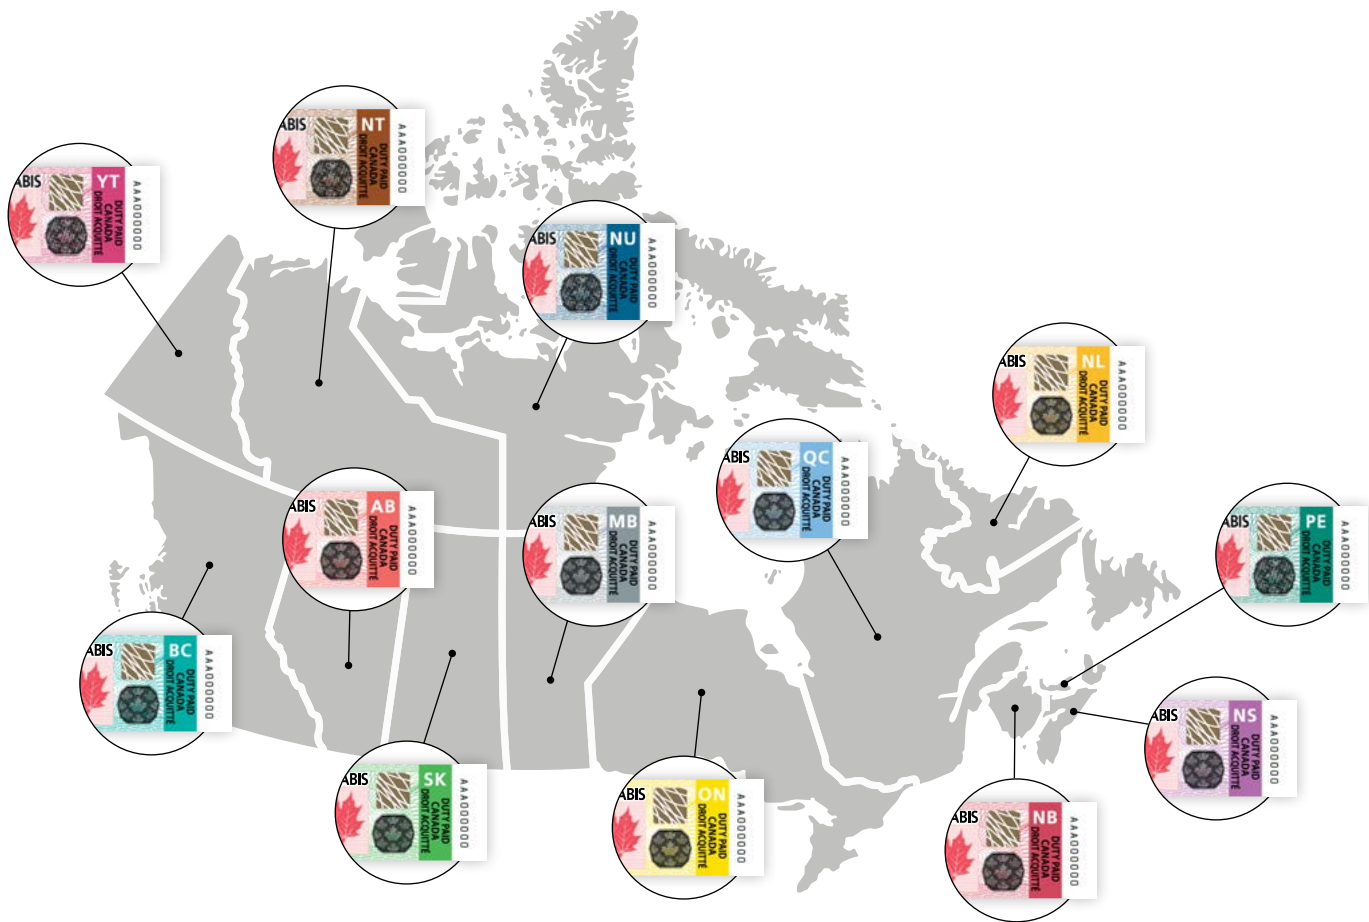 ABIS
NT
DUTY PAID
CANADA
DROIT ACQUITTÉ
AAA000000
ABIS
YT
DUTY PAID
CANADA
DROIT ACQUITTÉ
AAA000000
ABIS
NU
DUTY PAID
CANADA
DROIT ACQUITTÉ
AAA000000
ABIS
NL
DUTY PAID
CANADA
DROIT ACQUITTÉ
AAA000000
ABIS
QC
DUTY PAID
CANADA
DROIT ACQUITTÉ
AAA000000
ABIS
AB
DUTY PAID
CANADA
DROIT ACQUITTÉ
AAA000000
ABIS
MB
DUTY PAID
CANADA
DROIT ACQUITTÉ
AAA000000
ABIS
PE
DUTY PAID
CANADA
DROIT ACQUITTÉ
AAA000000
ABIS
BC
DUTY PAID
CANADA
DROIT ACQUITTÉ
AAA000000
ABIS
NS
DUTY PAID
CANADA
DROIT ACQUITTÉ
AAA000000
ABIS
SK
DUTY PAID
CANADA
DROIT ACQUITTÉ
AAA000000
ABIS
ON
DUTY PAID
CANADA
DROIT ACQUITTÉ
AAA000000
ABIS
NB
DUTY PAID
CANADA
DROIT ACQUITTÉ
AAA000000